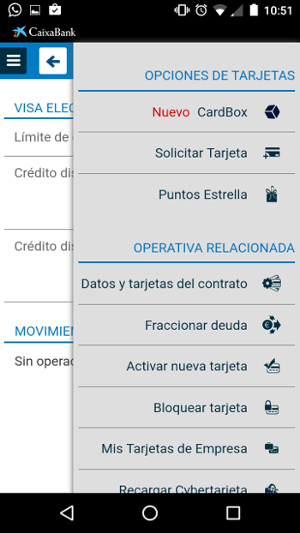 10:51
CaixaBank
OPCIONES DE TARJETAS
Nuevo CardBox
Solicitar Tarjeta
Puntos Estrella
OPERATIVA RELACIONADA
Datos y tarjetas del contrato
Fraccionar deuda
Activar nueva tarjeta
Bloquear tarjeta
Mis Tarjetas de Empresa
Recargar Cybertarjeta
VISA ELEC
Límite de
Crédito dis
Crédito dis
MOVIMIEN
Sin opera